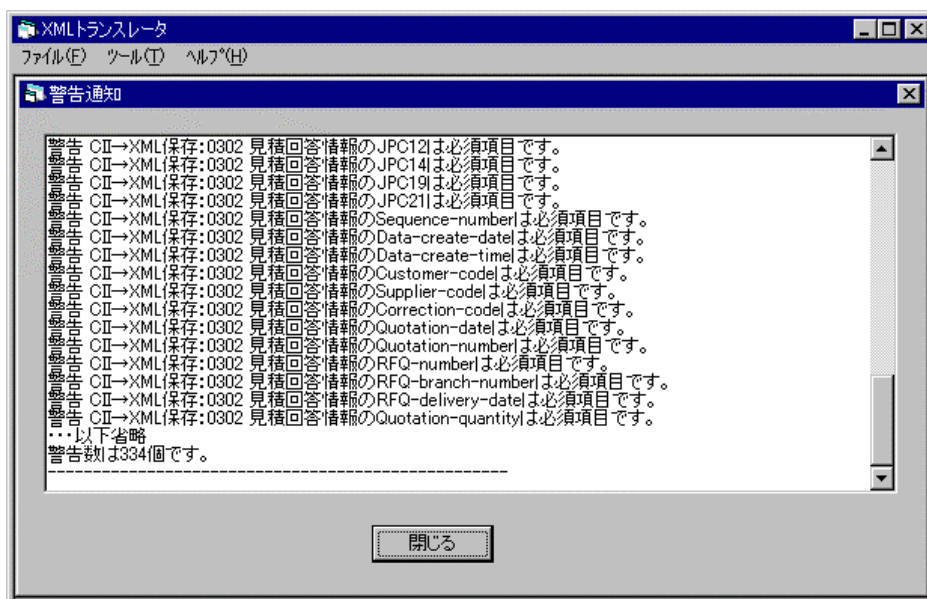 XMLトランスレータ
ファイル(F) ツール(T) ヘルプ(H)
警告通知
警告 CII→XML保存:0302 見積回答情報のJPC12は必須項目です。
警告 CII→XML保存:0302 見積回答情報のJPC14は必須項目です。
警告 CII→XML保存:0302 見積回答情報のJPC19は必須項目です。
警告 CII→XML保存:0302 見積回答情報のJPC21は必須項目です。
警告 CII→XML保存:0302 見積回答情報のSequence-numberは必須項目です。
警告 CII→XML保存:0302 見積回答情報のData-create-dateは必須項目です。
警告 CII→XML保存:0302 見積回答情報のData-create-timeは必須項目です。
警告 CII→XML保存:0302 見積回答情報のCustomer-codeは必須項目です。
警告 CII→XML保存:0302 見積回答情報のSupplier-codeは必須項目です。
警告 CII→XML保存:0302 見積回答情報のCorrection-codeは必須項目です。
警告 CII→XML保存:0302 見積回答情報のQuotation-dateは必須項目です。
警告 CII→XML保存:0302 見積回答情報のQuotation-numberは必須項目です。
警告 CII→XML保存:0302 見積回答情報のRFQ-numberは必須項目です。
警告 CII→XML保存:0302 見積回答情報のRFQ-branch-numberは必須項目です。
警告 CII→XML保存:0302 見積回答情報のRFQ-delivery-dateは必須項目です。
警告 CII→XML保存:0302 見積回答情報のQuotation-quantityは必須項目です。
・・・以下省略
警告数は334個です。
---------------------------------------------------
閉じる